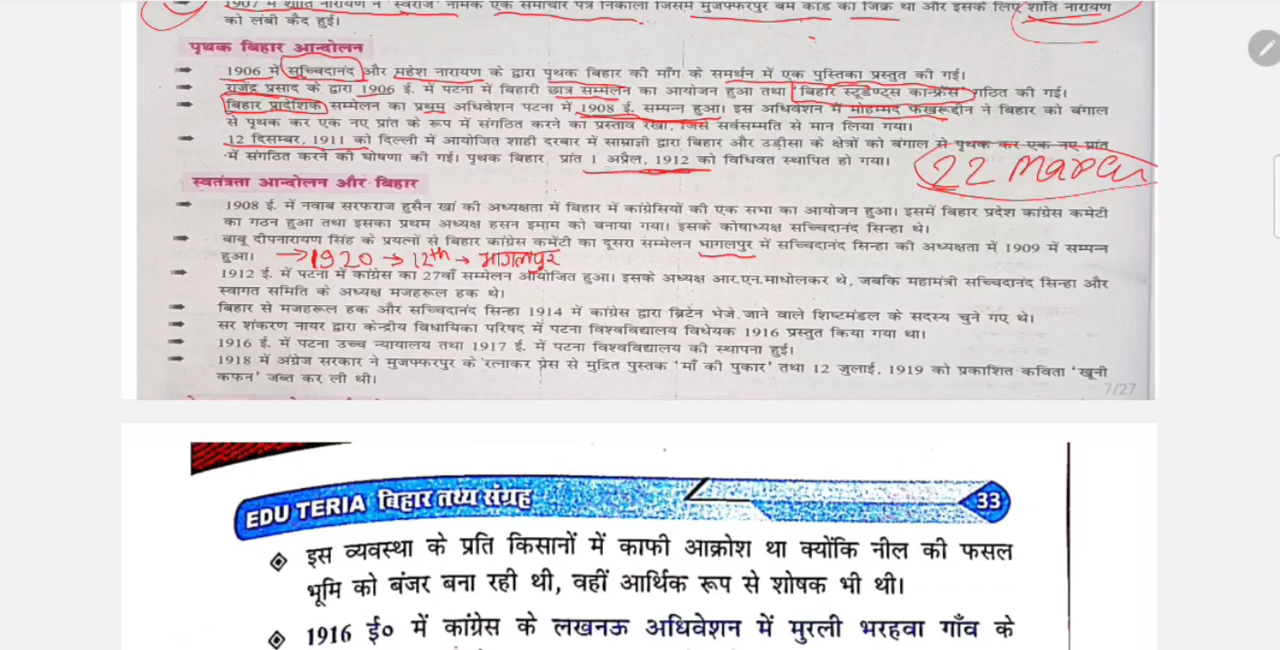 1907 में शांति नारायण ने 'स्वराज' नामक एक समाचार पत्र निकाला जिसमें मुजफ्फरपुर बम कांड का जिक्र था और इसके लिए शांति नारायण
को लंबी कैद हुई।
पृथक बिहार आन्दोलन
1906 में सच्चिदानंद और महेश नारायण के द्वारा पृथक बिहार की माँग के समर्थन में एक पुस्तिका प्रस्तुत की गई।
राजेंद्र प्रसाद के द्वारा 1906 ई. में पटना में बिहारी छात्र सम्मेलन का आयोजन हुआ तथा 'बिहार स्टूडेण्ट्स कान्फ्रेंस' गठित की गई।
बिहार प्रादेशिक सम्मेलन का प्रथम अधिवेशन पटना में 1908 ई. सम्पन्न हुआ। इस अधिवेशन में मोहम्मद फखरूद्दीन ने बिहार को बंगाल
से पृथक कर एक नए प्रांत के रूप में संगठित करने का प्रस्ताव रखा, जिसे सर्वसम्मति से मान लिया गया।
12 दिसम्बर, 1911 को दिल्ली में आयोजित शाही दरबार में साम्राज्ञी द्वारा बिहार और उड़ीसा के क्षेत्रों को बंगाल से पृथक कर एक नए प्रांत
में संगठित करने की घोषणा की गई। पृथक बिहार, प्रांत 1 अप्रैल, 1912 को विधिवत स्थापित हो गया।
22 March
स्वतंत्रता आन्दोलन और बिहार
1908 ई. में नवाब सरफराज हुसैन खां की अध्यक्षता में बिहार में कांग्रेसियों की एक सभा का आयोजन हुआ। इसमें बिहार प्रदेश कांग्रेस कमेटी
का गठन हुआ तथा इसका प्रथम अध्यक्ष हसन इमाम को बनाया गया। इसके कोषाध्यक्ष सच्चिदानंद सिन्हा थे।
बाबू दीपनारायण सिंह के प्रयत्नों से बिहार कांग्रेस कमेटी का दूसरा सम्मेलन भागलपुर में सच्चिदानंद सिन्हा की अध्यक्षता में 1909 में सम्पन्न
हुआ। → 1920 → 12th → भागलपुर
1912 ई. में पटना में कांग्रेस का 27वाँ सम्मेलन आयोजित हुआ। इसके अध्यक्ष आर.एन.माधोलकर थे, जबकि महामंत्री सच्चिदानंद सिन्हा और
स्वागत समिति के अध्यक्ष मजहरूल हक थे।
बिहार से मजहरूल हक और सच्चिदानंद सिन्हा 1914 में कांग्रेस द्वारा ब्रिटेन भेजे जाने वाले शिष्टमंडल के सदस्य चुने गए थे।
सर शंकरण नायर द्वारा केन्द्रीय विधायिका परिषद में पटना विश्वविद्यालय विधेयक 1916 प्रस्तुत किया गया था।
1916 ई. में पटना उच्च न्यायालय तथा 1917 ई. में पटना विश्वविद्यालय की स्थापना हुई।
1918 में अंग्रेज सरकार ने मुजफ्फरपुर के रत्नाकर प्रेस से मुद्रित पुस्तक 'माँ की पुकार' तथा 12 जुलाई, 1919 को प्रकाशित कविता 'खूनी
कफन' जब्त कर ली थी।
7/27
EDU TERIA बिहार तथ्य संग्रह 33
इस व्यवस्था के प्रति किसानों में काफी आक्रोश था क्योंकि नील की फसल
भूमि को बंजर बना रही थी, वहीं आर्थिक रूप से शोषक भी थी।
1916 ई० में कांग्रेस के लखनऊ अधिवेशन में मुरली भरहवा गाँव के